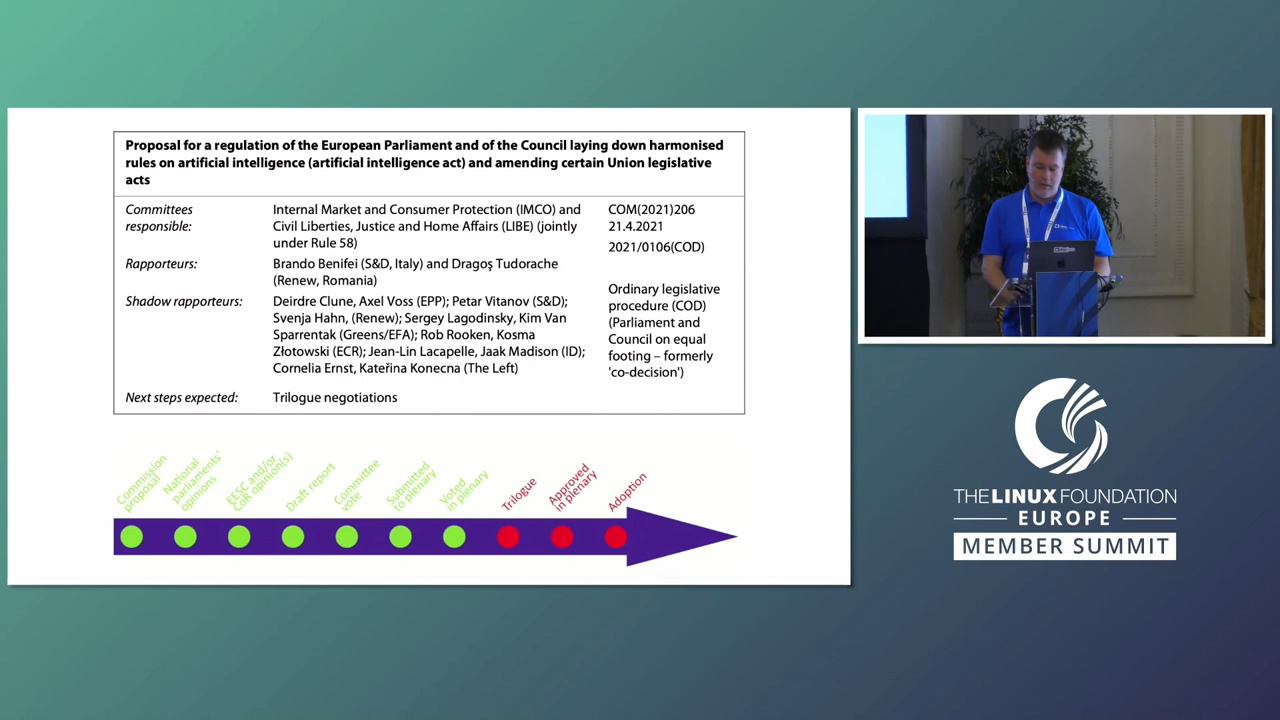 Proposal for a regulation of the European Parliament and of the Council laying down harmonised
rules on artificial intelligence (artificial intelligence act) and amending certain Union legislative
acts
Committees
responsible:
Internal Market and Consumer Protection (IMCO) and
Civil Liberties, Justice and Home Affairs (LIBE) (jointly
under Rule 58)
COM(2021)206
21.4.2021
2021/0106(COD)
Rapporteurs:
Brando Benifei (S&D, Italy) and Dragoş Tudorache
(Renew, Romania)
Shadow rapporteurs:
Deirdre Clune, Axel Voss (EPP); Petar Vitanov (S&D);
Svenja Hahn, (Renew); Sergey Lagodinsky, Kim Van
Sparrentak (Greens/EFA); Rob Rooken, Kosma
Złotowski (ECR); Jean-Lin Lacapelle, Jaak Madison (ID);
Cornelia Ernst, Kateřina Konecna (The Left)
Ordinary legislative
procedure (COD)
(Parliament and
Council on equal
footing – formerly
'co-decision')
Next steps expected:
Trilogue negotiations
Commission
proposal
National
parliaments'
opinions
EESC and/or
CoR opinion(s)
Draft report
Committee
vote
Submitted
to plenary
Voted
in plenary
Trilogue
Approved
in plenary
Adoption
THE LINUX FOUNDATION
EUROPE
MEMBER SUMMIT